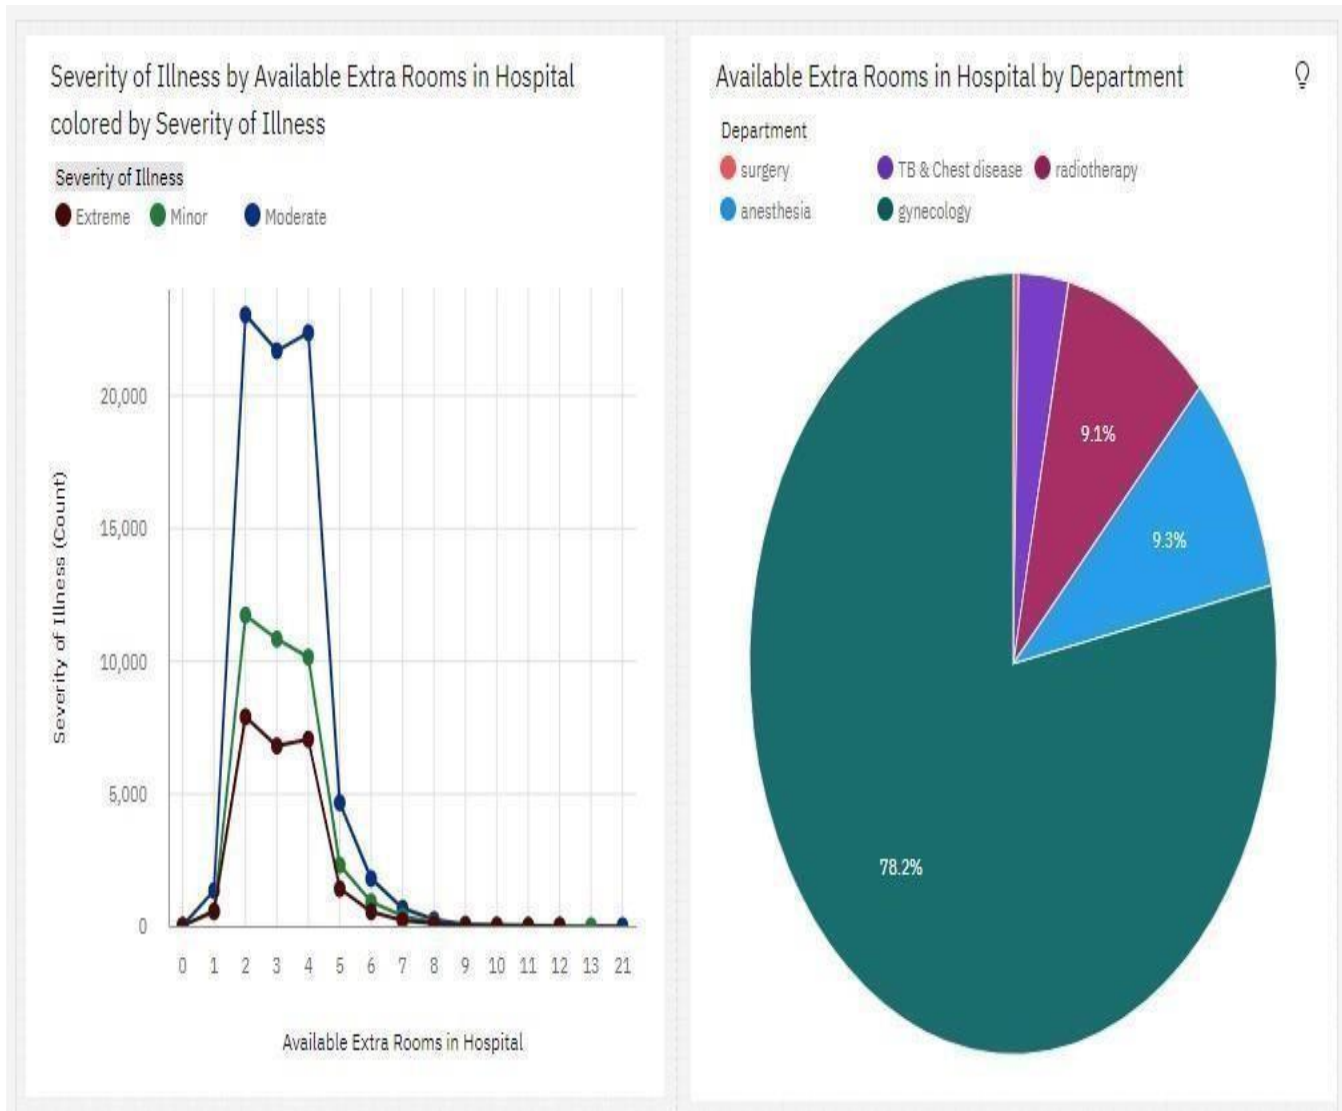 Severity of Illness by Available Extra Rooms in Hospital
colored by Severity of Illness
Severity of Illness
Extreme Minor Moderate
Severity of Illness (Count)
20,000
15,000
10,000
5,000
0
0 1 2 3 4 5 6 7 8 9 10 11 12 13 21
Available Extra Rooms in Hospital
Available Extra Rooms in Hospital by Department
Department
surgery TB & Chest disease radiotherapy
anesthesia gynecology
9.1%
9.3%
78.2%